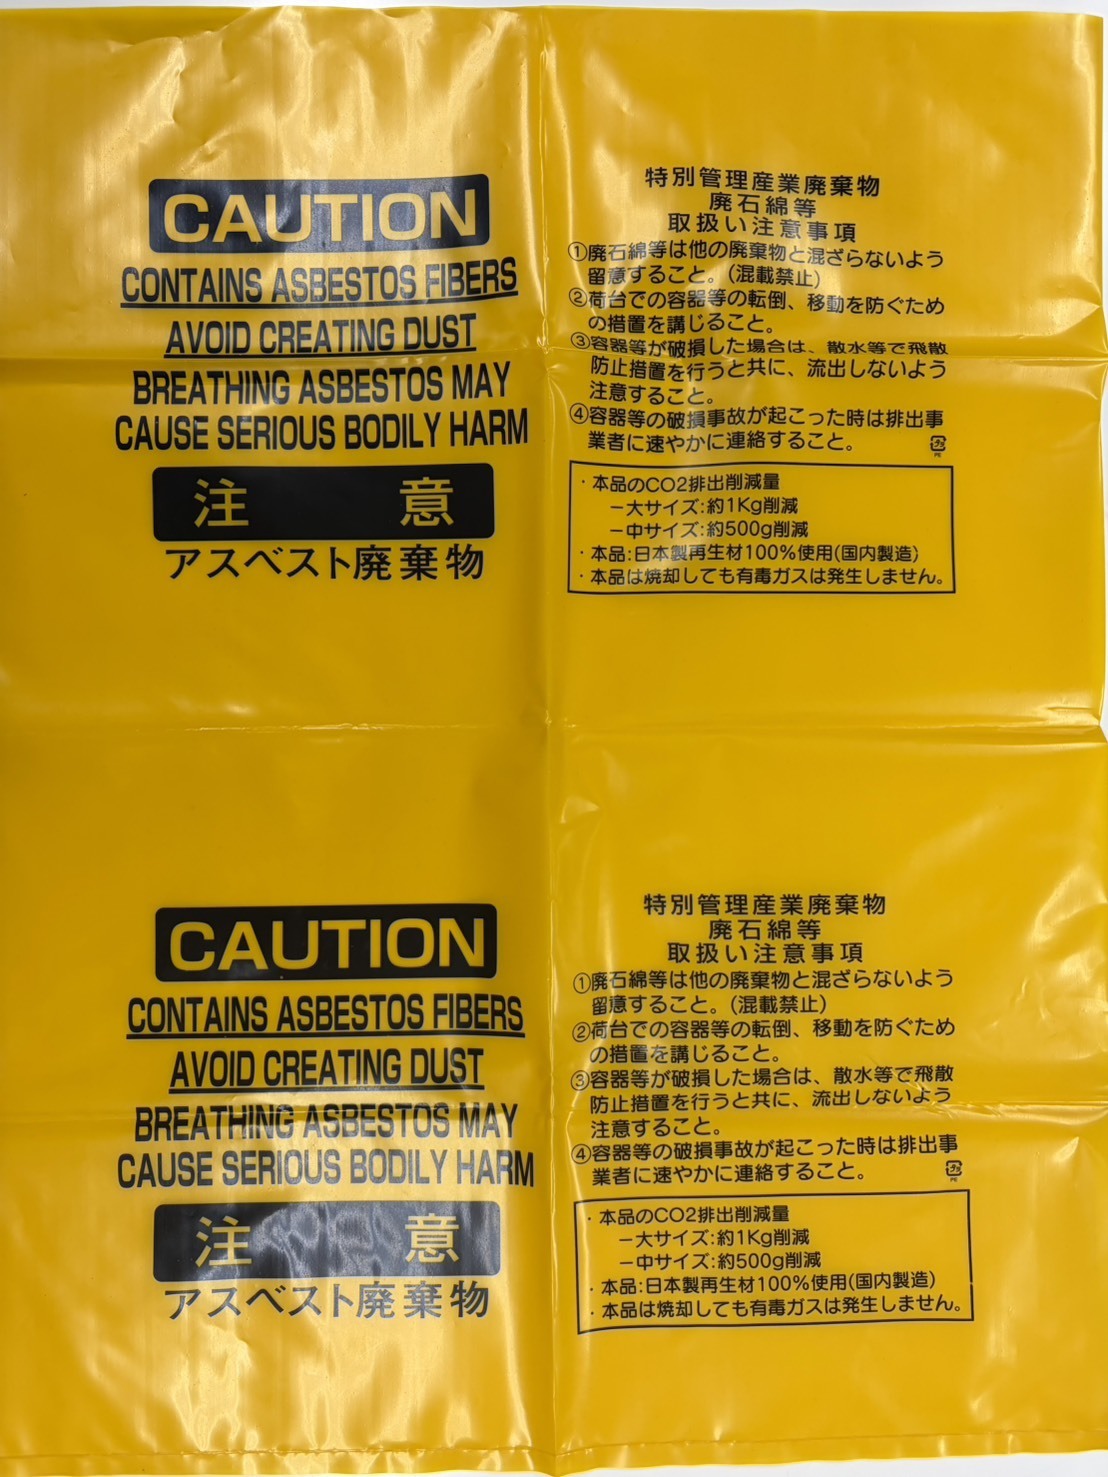 CAUTION
CONTAINS ASBESTOS FIBERS
AVOID CREATING DUST
BREATHING ASBESTOS MAY
CAUSE SERIOUS BODILY HARM
注 意
アスベスト廃棄物
特別管理産業廃棄物
廃石綿等
取扱い注意事項
①廃石綿等は他の廃棄物と混ざらないよう
留意すること。(混載禁止)
②荷台での容器等の転倒、移動を防ぐため
の措置を講じること。
③容器等が破損した場合は、散水等で飛散
防止措置を行うと共に、流出しないよう
注意すること。
④容器等の破損事故が起こった時は排出事
業者に速やかに連絡すること。
プラ
PE
・本品のCO2排出削減量
－大サイズ:約1Kg削減
－中サイズ:約500g削減
・本品:日本製再生材100%使用(国内製造)
・本品は焼却しても有毒ガスは発生しません。
CAUTION
CONTAINS ASBESTOS FIBERS
AVOID CREATING DUST
BREATHING ASBESTOS MAY
CAUSE SERIOUS BODILY HARM
注 意
アスベスト廃棄物
特別管理産業廃棄物
廃石綿等
取扱い注意事項
①廃石綿等は他の廃棄物と混ざらないよう
留意すること。(混載禁止)
②荷台での容器等の転倒、移動を防ぐため
の措置を講じること。
③容器等が破損した場合は、散水等で飛散
防止措置を行うと共に、流出しないよう
注意すること。
④容器等の破損事故が起こった時は排出事
業者に速やかに連絡すること。
プラ
PE
・本品のCO2排出削減量
－大サイズ:約1Kg削減
－中サイズ:約500g削減
・本品:日本製再生材100%使用(国内製造)
・本品は焼却しても有毒ガスは発生しません。